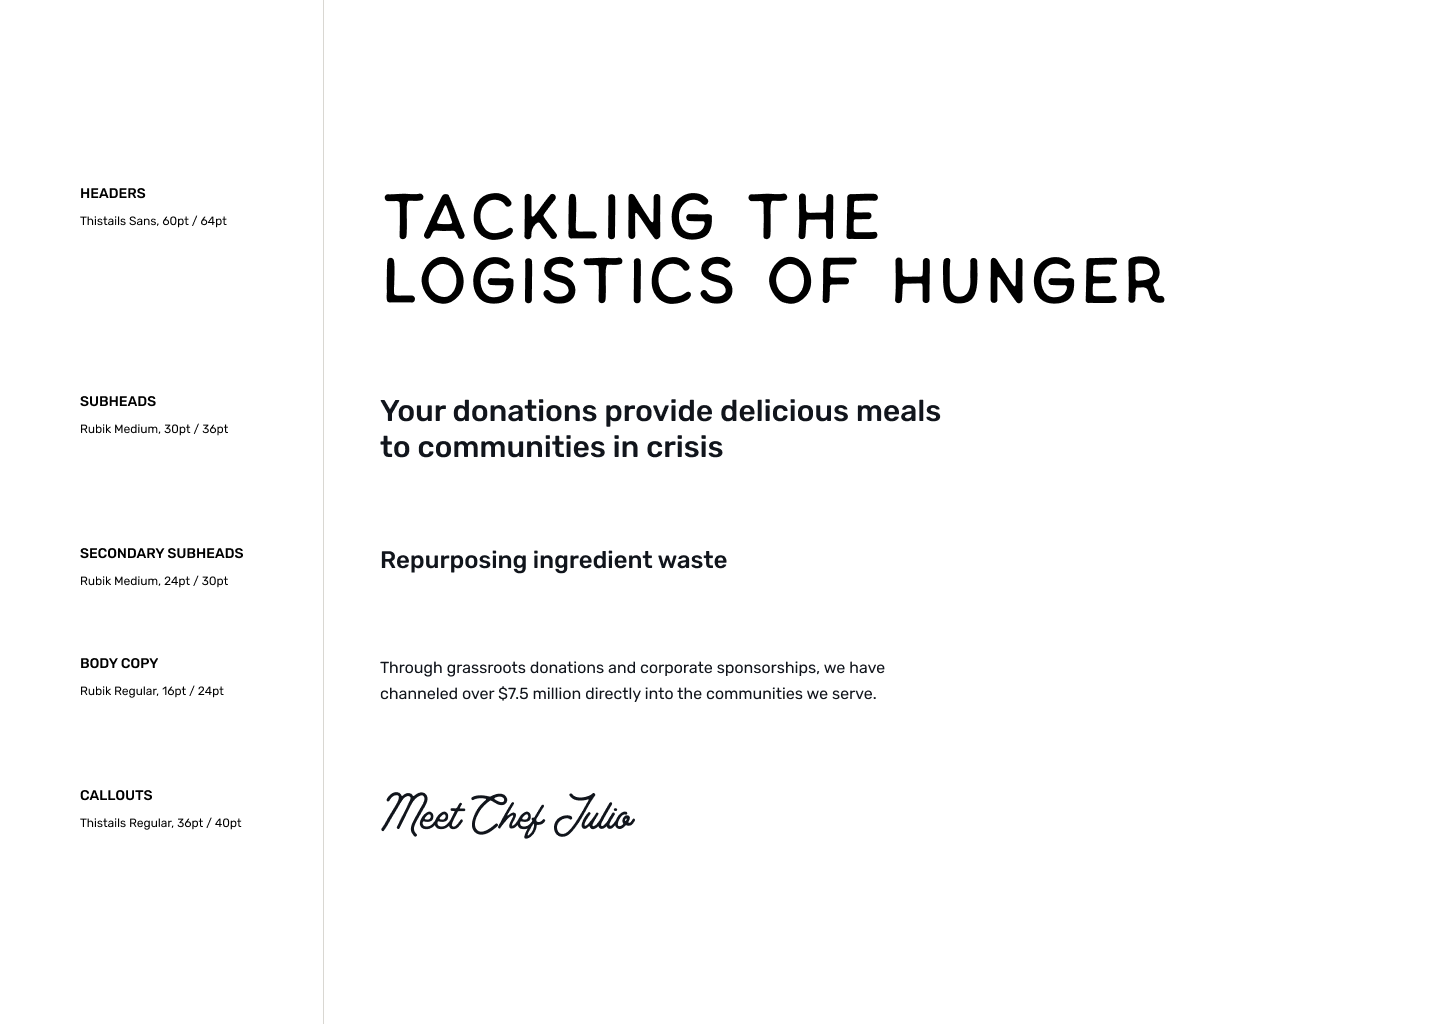 HEADERS
Thistails Sans, 60pt / 64pt
TACKLING THE
LOGISTICS OF HUNGER
SUBHEADS
Rubik Medium, 30pt / 36pt
Your donations provide delicious meals
to communities in crisis
SECONDARY SUBHEADS
Rubik Medium, 24pt / 30pt
Repurposing ingredient waste
BODY COPY
Rubik Regular, 16pt / 24pt
Through grassroots donations and corporate sponsorships, we have
channeled over $7.5 million directly into the communities we serve.
CALLOUTS
Thistails Regular, 36pt / 40pt
Meet Chef Julio